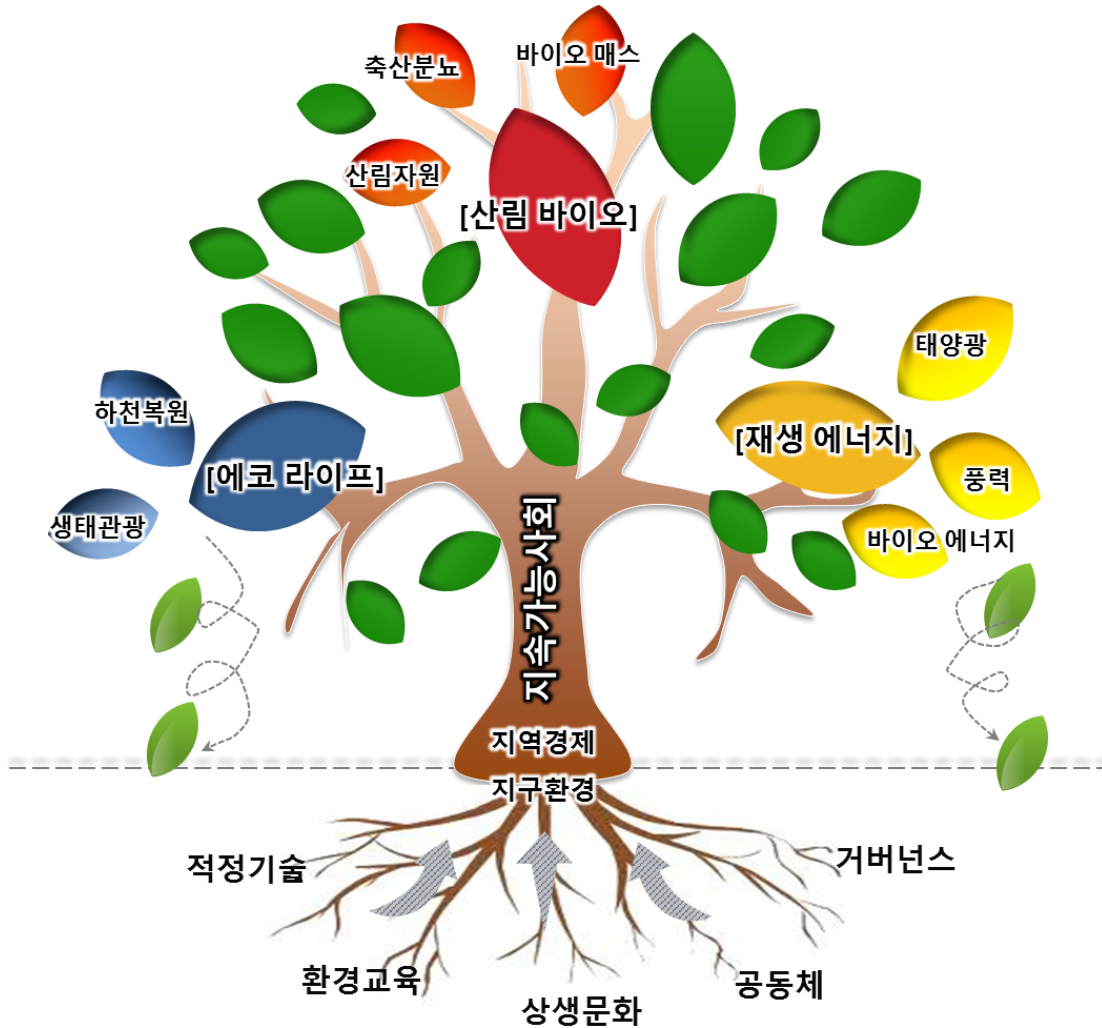 바이오 매스
축산분뇨
산림자원
[산림 바이오]
태양광
하천복원
[재생 에너지]
[에코 라이프]
풍력
생태관광
바이오 에너지
지속가능사회
지역경제
지구환경
적정기술
거버넌스
환경교육
공동체
상생문화